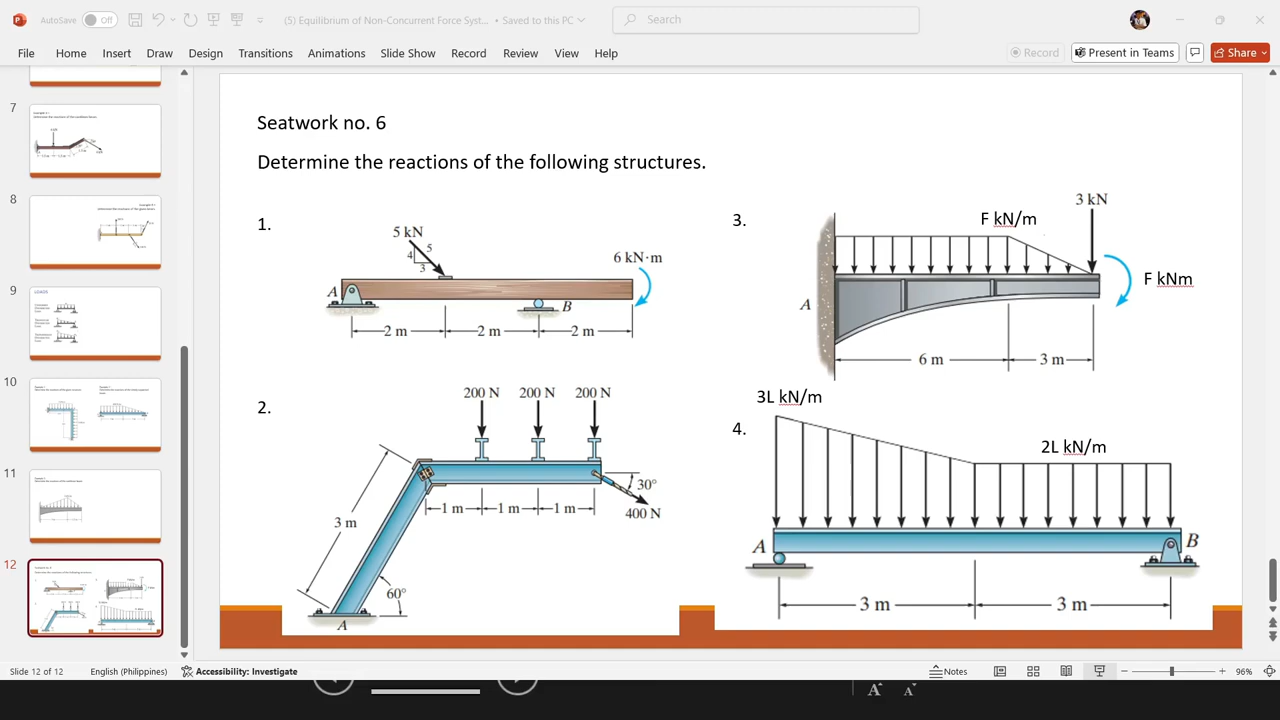 AutoSave
Off
(5) Equilibrium of Non-Concurrent Force Syst... • Saved to this PC
Search
File Home Insert Draw Design Transitions Animations Slide Show Record Review View Help
Record
Present in Teams
Share
7
8
9
LOADS
10
11
12
Seatwork no. 6
Determine the reactions of the following structures.
1.
5 kN
5
4
3
6 kN·m
A
B
2 m
2 m
2 m
2.
200 N 200 N 200 N
30°
400 N
1 m 1 m 1 m
3 m
60°
A
3.
3 kN
F kN/m
F kNm
A
6 m
3 m
3L kN/m
4.
2L kN/m
A
B
3 m
3 m
Slide 12 of 12
English (Philippines)
Accessibility: Investigate
Notes
96%
A A